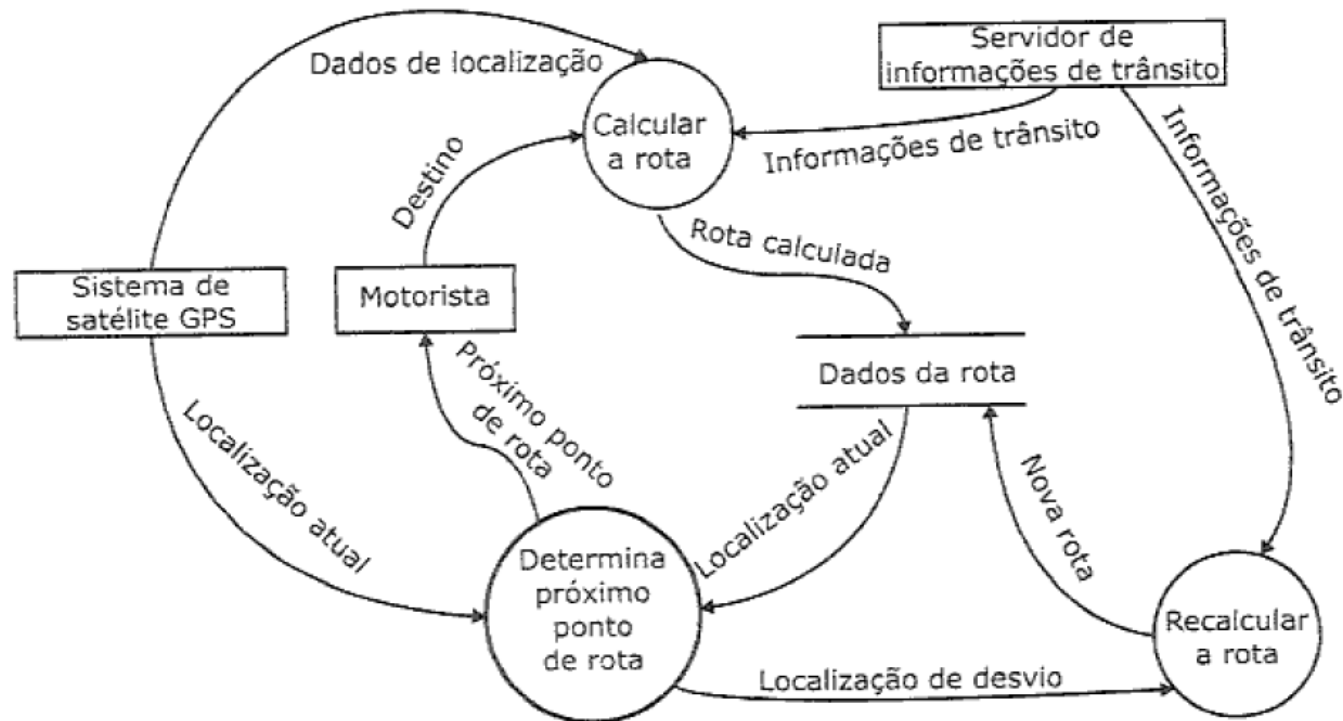 Dados de localização
Servidor de
informações de trânsito
Calcular
a rota
Informações de trânsito
Informações de trânsito
Destino
Rota calculada
Sistema de
satélite GPS
Motorista
Dados da rota
Próximo ponto
de rota
Localização atual
Localização atual
Nova rota
Determina
próximo
ponto
de rota
Recalcular
a rota
Localização de desvio